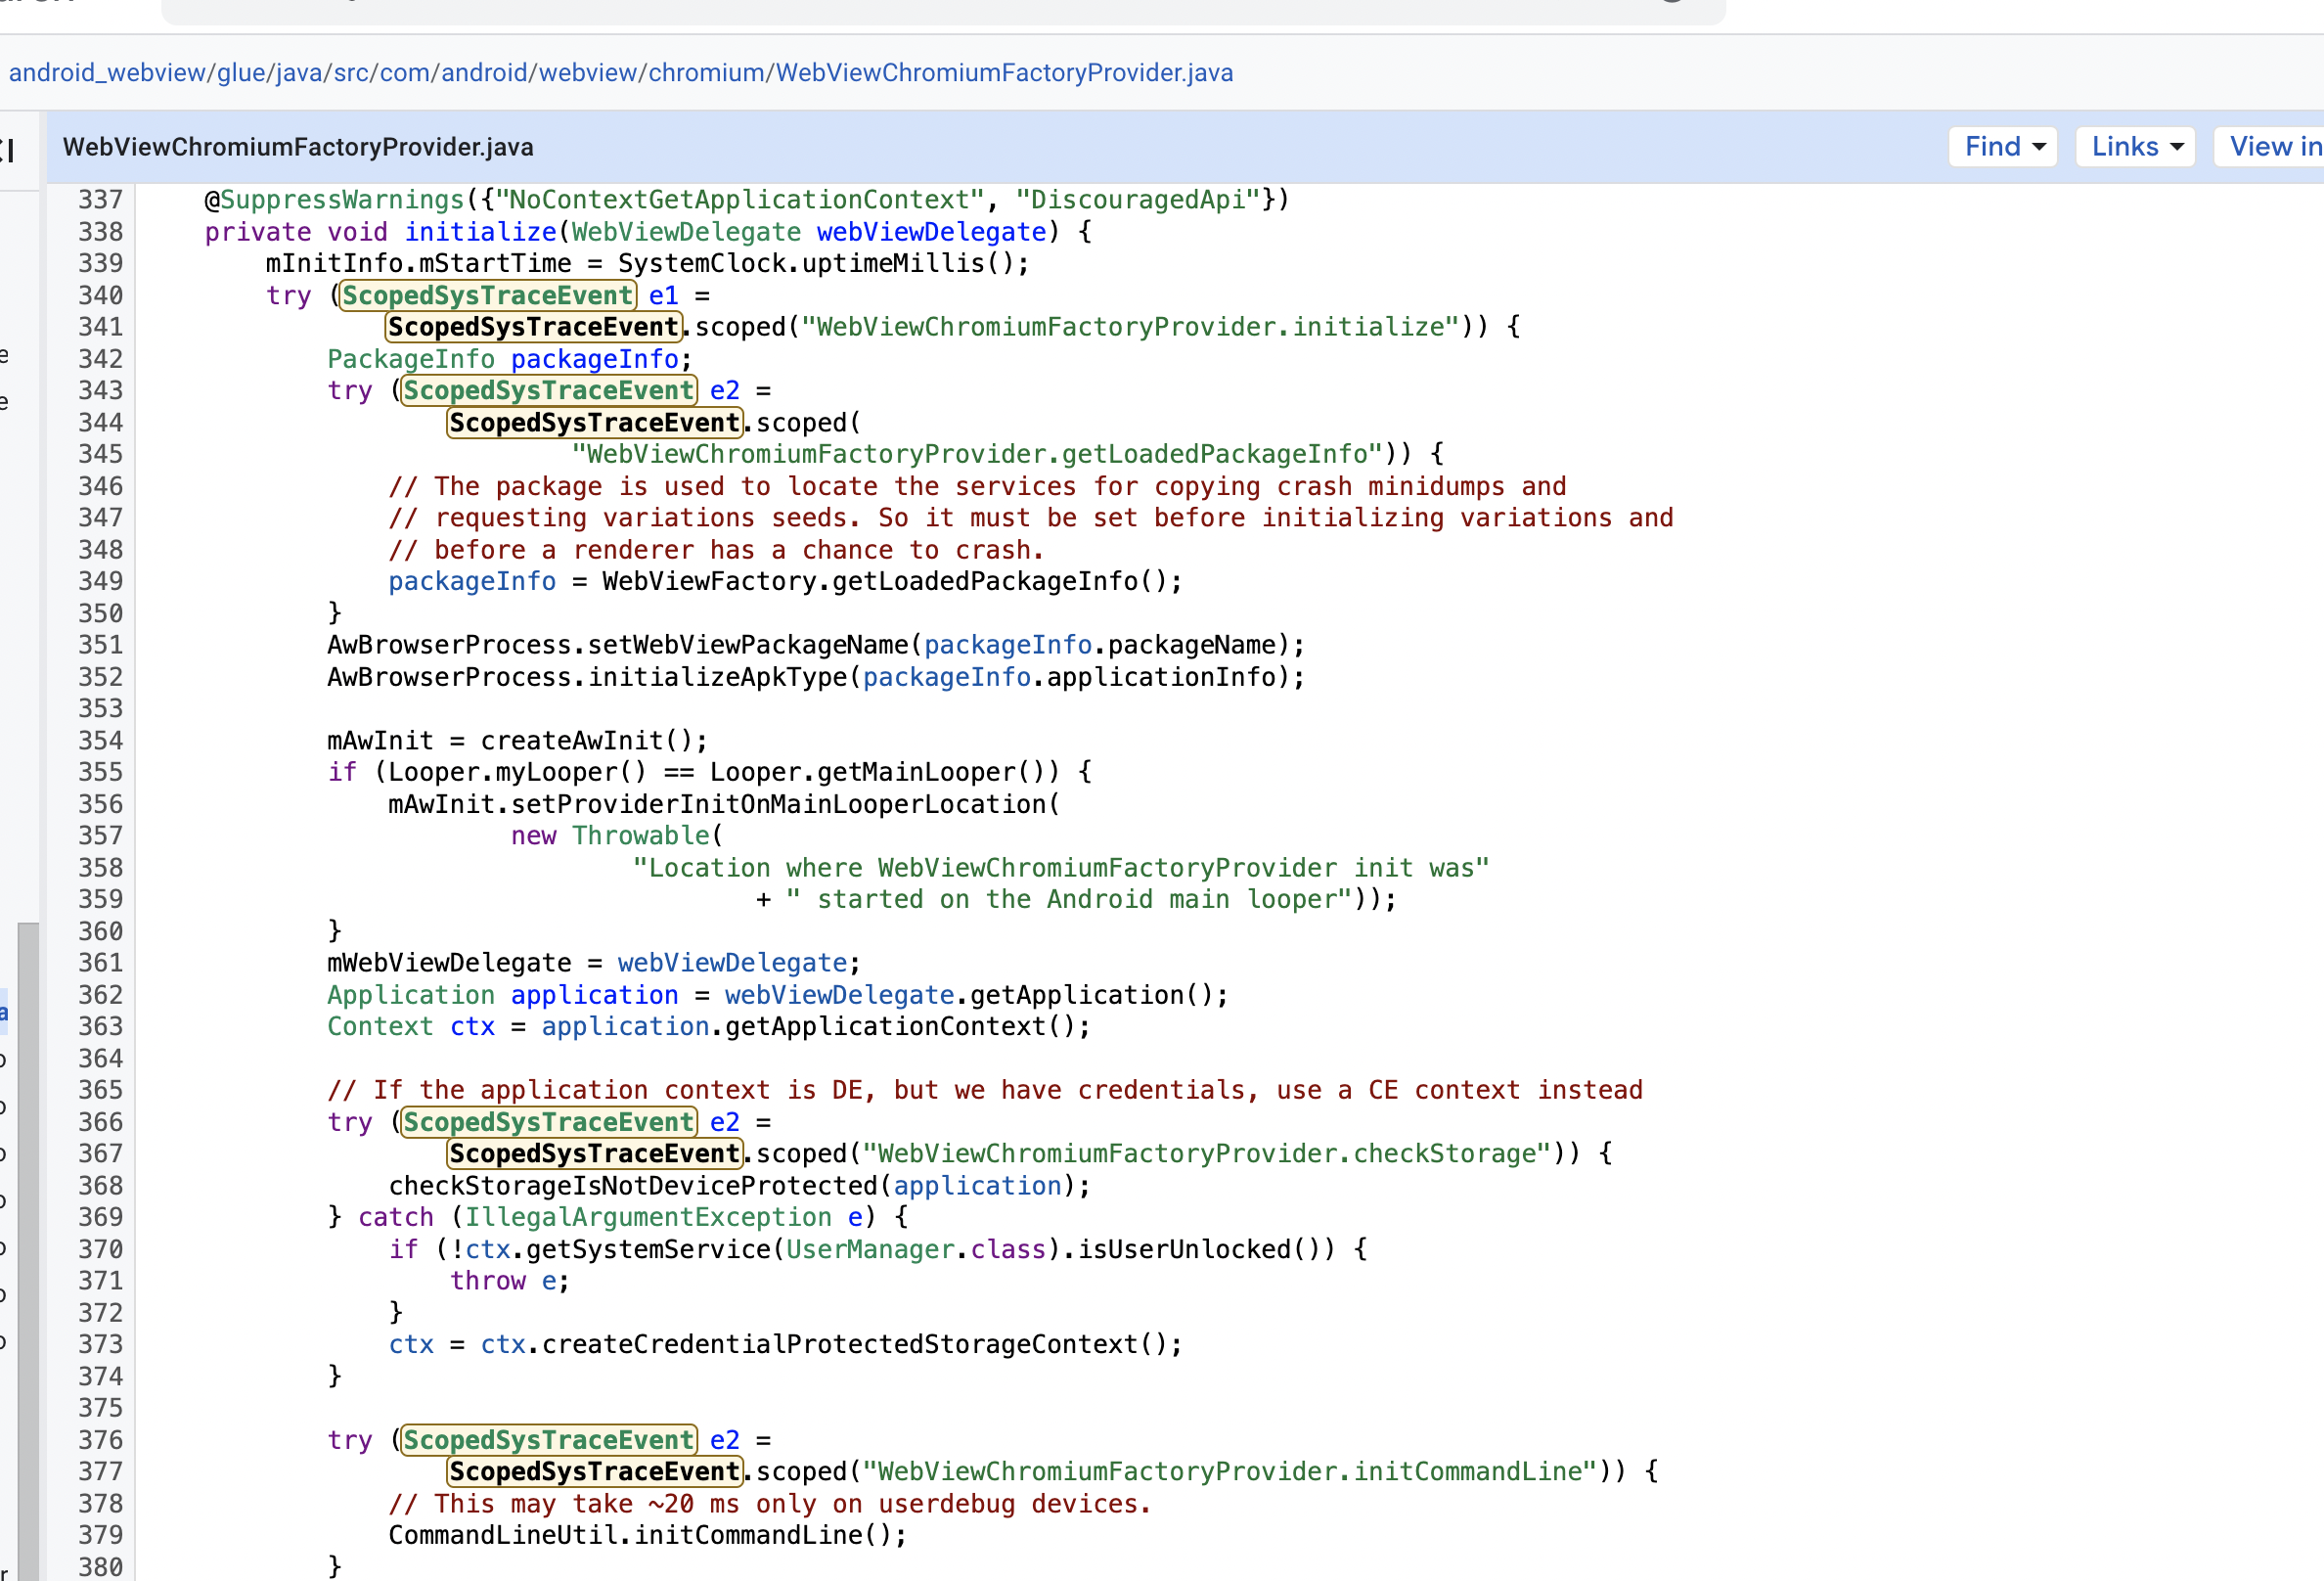 android_webview/glue/java/src/com/android/webview/chromium/WebViewChromiumFactoryProvider.java
WebViewChromiumFactoryProvider.java Find Links View in
337 @SuppressWarnings({"NoContextGetApplicationContext", "DiscouragedApi"})
338 private void initialize(WebViewDelegate webViewDelegate) {
339 mInitInfo.mStartTime = SystemClock.uptimeMillis();
340 try (ScopedSysTraceEvent e1 =
341 ScopedSysTraceEvent.scoped("WebViewChromiumFactoryProvider.initialize")) {
342 PackageInfo packageInfo;
343 try (ScopedSysTraceEvent e2 =
344 ScopedSysTraceEvent.scoped(
345 "WebViewChromiumFactoryProvider.getLoadedPackageInfo")) {
346 // The package is used to locate the services for copying crash minidumps and
347 // requesting variations seeds. So it must be set before initializing variations and
348 // before a renderer has a chance to crash.
349 packageInfo = WebViewFactory.getLoadedPackageInfo();
350 }
351 AwBrowserProcess.setWebViewPackageName(packageInfo.packageName);
352 AwBrowserProcess.initializeApkType(packageInfo.applicationInfo);
353
354 mAwInit = createAwInit();
355 if (Looper.myLooper() == Looper.getMainLooper()) {
356 mAwInit.setProviderInitOnMainLooperLocation(
357 new Throwable(
358 "Location where WebViewChromiumFactoryProvider init was"
359 + " started on the Android main looper"));
360 }
361 mWebViewDelegate = webViewDelegate;
362 Application application = webViewDelegate.getApplication();
363 Context ctx = application.getApplicationContext();
364
365 // If the application context is DE, but we have credentials, use a CE context instead
366 try (ScopedSysTraceEvent e2 =
367 ScopedSysTraceEvent.scoped("WebViewChromiumFactoryProvider.checkStorage")) {
368 checkStorageIsNotDeviceProtected(application);
369 } catch (IllegalArgumentException e) {
370 if (!ctx.getSystemService(UserManager.class).isUserUnlocked()) {
371 throw e;
372 }
373 ctx = ctx.createCredentialProtectedStorageContext();
374 }
375
376 try (ScopedSysTraceEvent e2 =
377 ScopedSysTraceEvent.scoped("WebViewChromiumFactoryProvider.initCommandLine")) {
378 // This may take ~20 ms only on userdebug devices.
379 CommandLineUtil.initCommandLine();
380 }